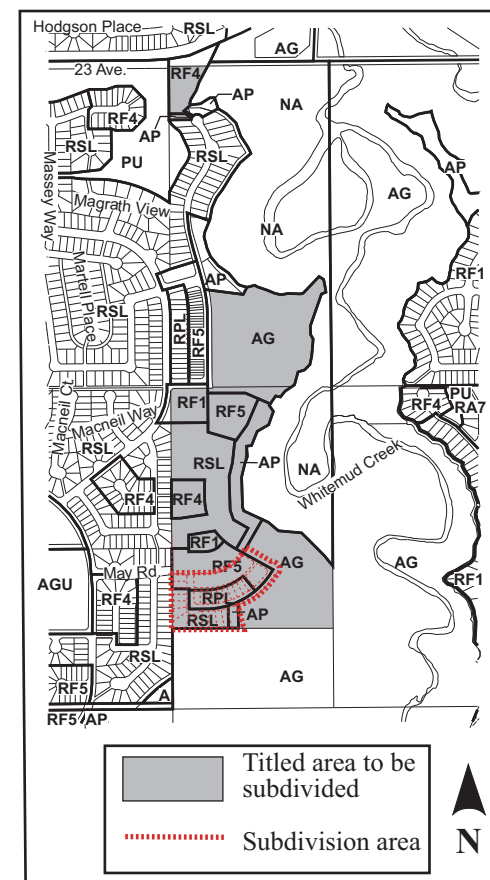 Hodgson Place
RSL
AG
23 Ave.
RF4
AP
NA
RF4
AP
RSL
PU
RSL
AP
Massey Way
AG
Magrath View
NA
RF1
AP
Martell Place
RSL
RPL
RF5
AG
Macneil Ct
RF1
PU
RF4
RA7
RF5
Macneil Way
RSL
RSL
AP
NA
Whitemud Creek
RF4
RF4
RF1
AG
AG
RF5
May Rd.
AGU
RF1
RF4
RPL
AP
RSL
RSL
AG
RF5
A
RF5
AP
Titled area to be
subdivided
Subdivision area
N